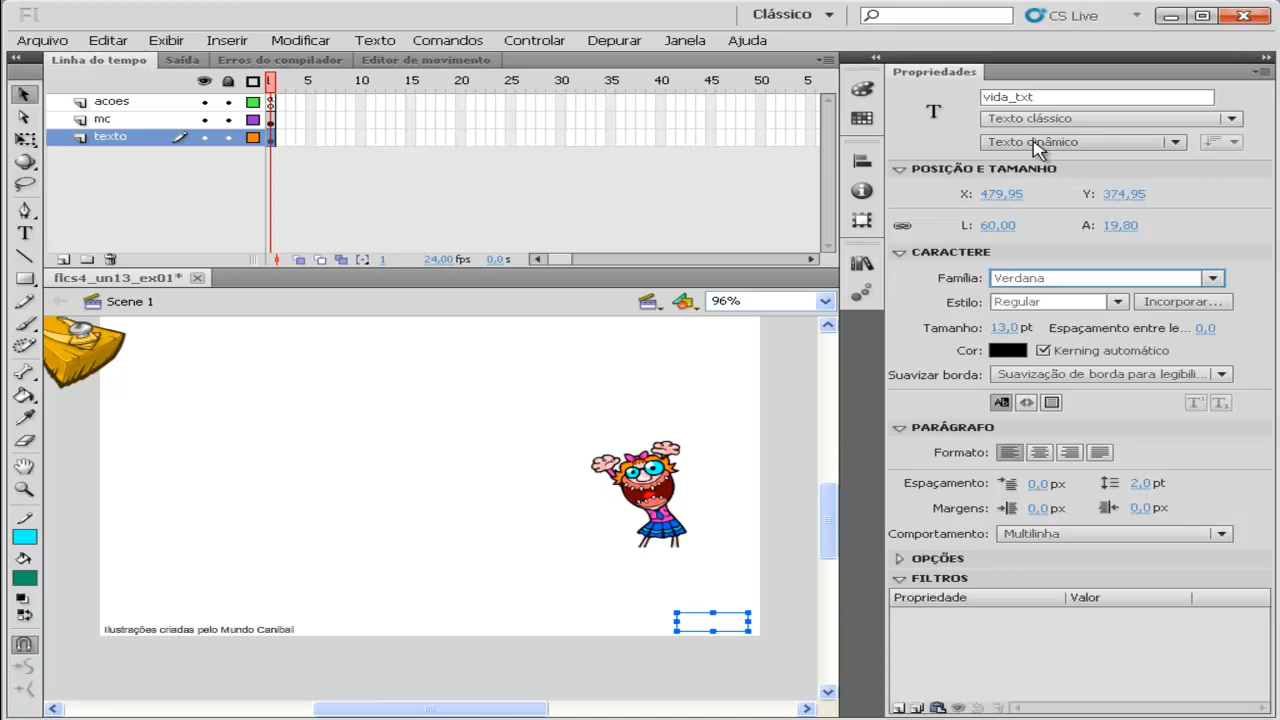 Fl Clássico CS Live
Arquivo Editar Exibir Inserir Modificar Texto Comandos Controlar Depurar Janela Ajuda
Linha do tempo Saída Erros do compilador Editor de movimento
1 5 10 15 20 25 30 35 40 45 50 5
acoes
mc
texto
1 24,00 fps 0,0 s
flcs4_un13_ex01*
Scene 1 96%
Ilustrações criadas pelo Mundo Canibal
Propriedades
T vida_txt
Texto clássico
Texto dinâmico
POSIÇÃO E TAMANHO
X: 479,95 Y: 374,95
L: 60,00 A: 19,80
CARACTERE
Família: Verdana
Estilo: Regular Incorporar...
Tamanho: 13,0 pt Espaçamento entre le... 0,0
Cor: Kerning automático
Suavizar borda: Suavização de borda para legibili...
PARÁGRAFO
Formato:
Espaçamento: 0,0 px 2,0 pt
Margens: 0,0 px 0,0 px
Comportamento: Multilinha
OPÇÕES
FILTROS
Propriedade Valor